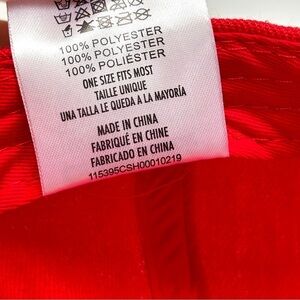 100% POLYESTER
100% POLYESTER
100% POLIÉSTER
ONE SIZE FITS MOST
TAILLE UNIQUE
UNA TALLA LE QUEDA A LA MAYORÍA
MADE IN CHINA
FABRIQUÉ EN CHINE
FABRICADO EN CHINA
115395CSH00010219